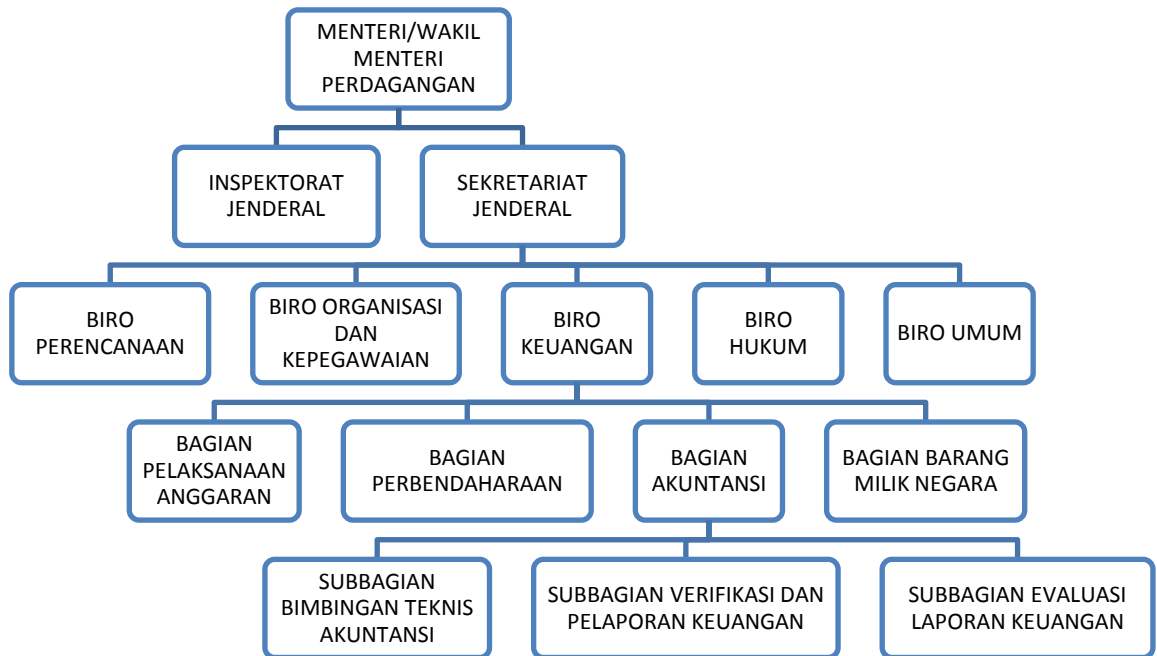 MENTERI/WAKIL
MENTERI
PERDAGANGAN
INSPEKTORAT
JENDERAL
SEKRETARIAT
JENDERAL
BIRO
PERENCANAAN
BIRO ORGANISASI
DAN
KEPEGAWAIAN
BIRO
KEUANGAN
BIRO
HUKUM
BIRO UMUM
BAGIAN
PELAKSANAAN
ANGGARAN
BAGIAN
PERBENDAHARAAN
BAGIAN
AKUNTANSI
BAGIAN BARANG
MILIK NEGARA
SUBBAGIAN
BIMBINGAN TEKNIS
AKUNTANSI
SUBBAGIAN VERIFIKASI DAN
PELAPORAN KEUANGAN
SUBBAGIAN EVALUASI
LAPORAN KEUANGAN